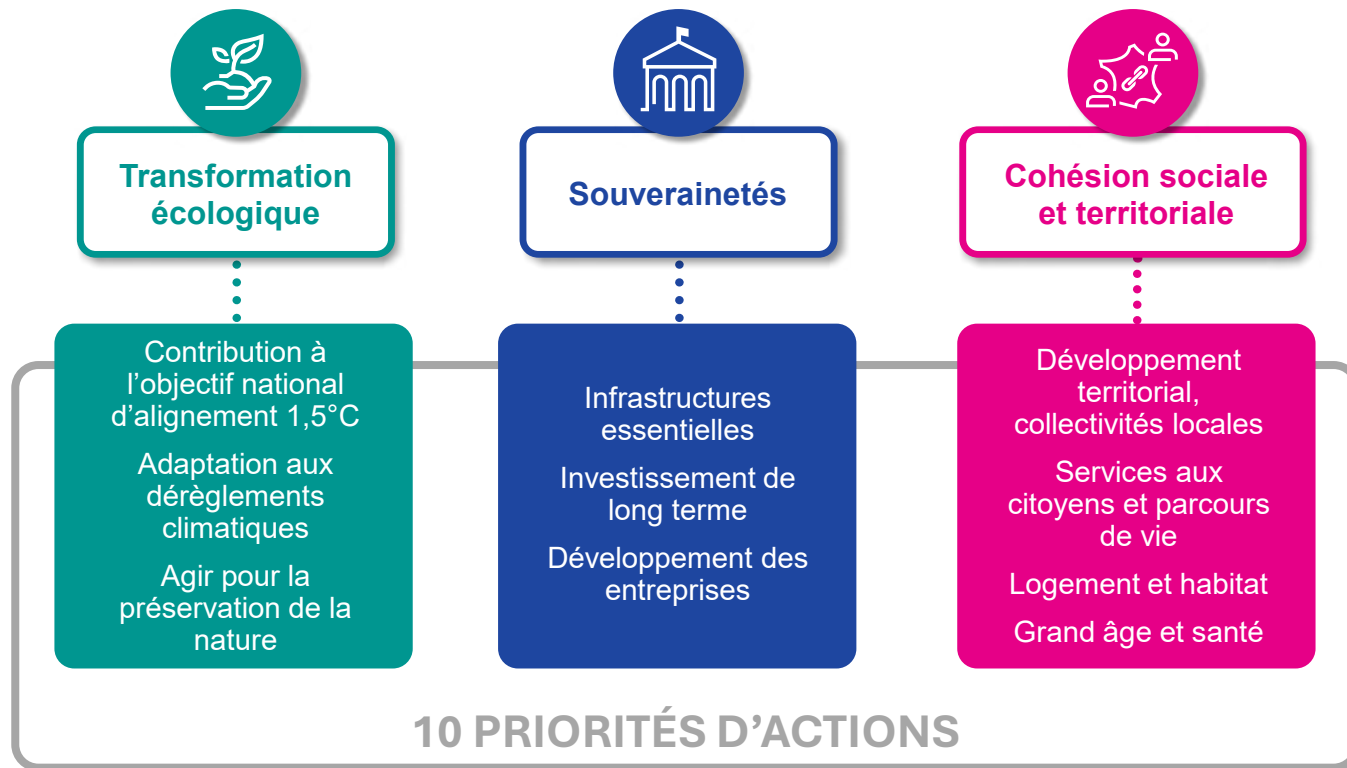 Transformation
écologique
Contribution à
l’objectif national
d’alignement 1,5°C
Adaptation aux
dérèglements
climatiques
Agir pour la
préservation de la
nature
Souverainetés
Infrastructures
essentielles
Investissement de
long terme
Développement des
entreprises
Cohésion sociale
et territoriale
Développement
territorial,
collectivités locales
Services aux
citoyens et parcours
de vie
Logement et habitat
Grand âge et santé
10 PRIORITÉS D’ACTIONS